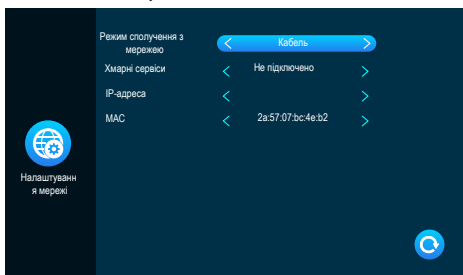 Режим сполучення з
мережею
Кабель
Хмарні сервіси
Не підключено
IP-адреса
MAC
2a:57:07:bc:4e:b2
Налаштуванн
я мережі